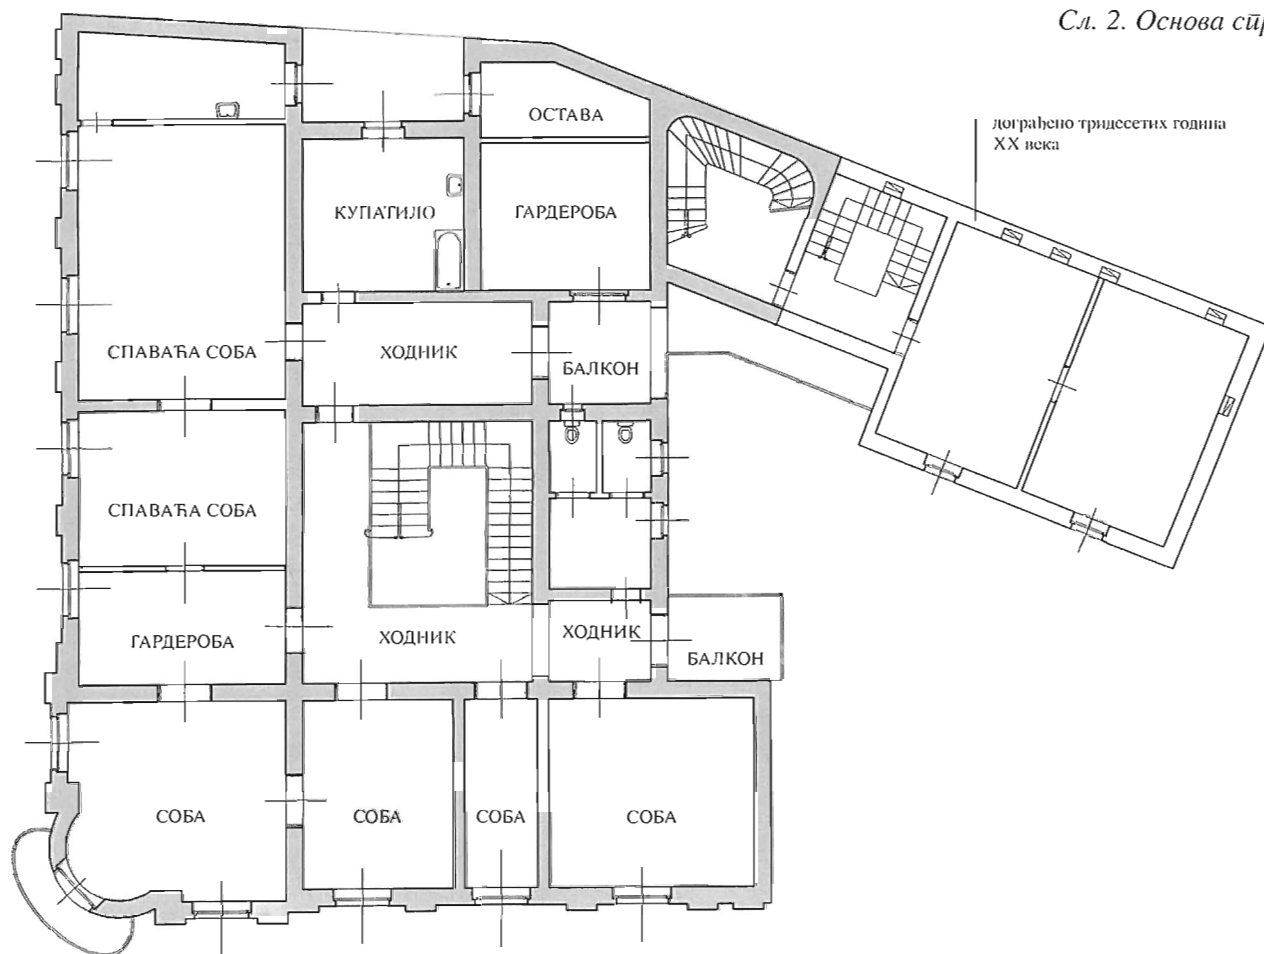 Сл. 2. Основа
ОСТАВА
дограђено тридесетих година
XX века
КУПАТИЛО
ГАРДЕРОБА
СПАВАЋА СОБА
ХОДНИК
БАЛКОН
СПАВАЋА СОБА
ГАРДЕРОБА
ХОДНИК
ХОДНИК
БАЛКОН
СОБА
СОБА
СОБА
СОБА